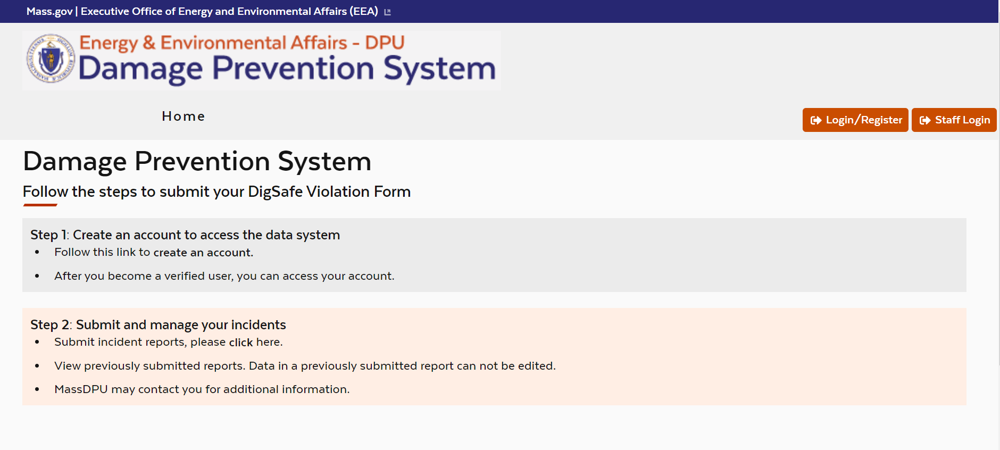 Mass.gov | Executive Office of Energy and Environmental Affairs (EEA)
Energy & Environmental Affairs - DPU
Damage Prevention System
Home
Login/Register
Staff Login
Damage Prevention System
Follow the steps to submit your DigSafe Violation Form
Step 1: Create an account to access the data system
• Follow this link to create an account.
• After you become a verified user, you can access your account.
Step 2: Submit and manage your incidents
• Submit incident reports, please click here.
• View previously submitted reports. Data in a previously submitted report can not be edited.
• MassDPU may contact you for additional information.